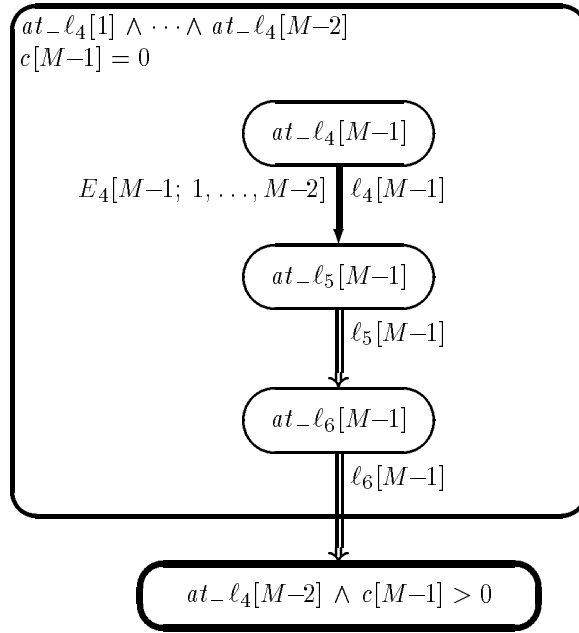 at_ℓ₄[1] ∧ ⋯ ∧ at_ℓ₄[M−2]
c[M−1] = 0
at_ℓ₄[M−1]
E₄[M−1; 1, …, M−2] ℓ₄[M−1]
at_ℓ₅[M−1]
ℓ₅[M−1]
at_ℓ₆[M−1]
ℓ₆[M−1]
at_ℓ₄[M−2] ∧ c[M−1] > 0